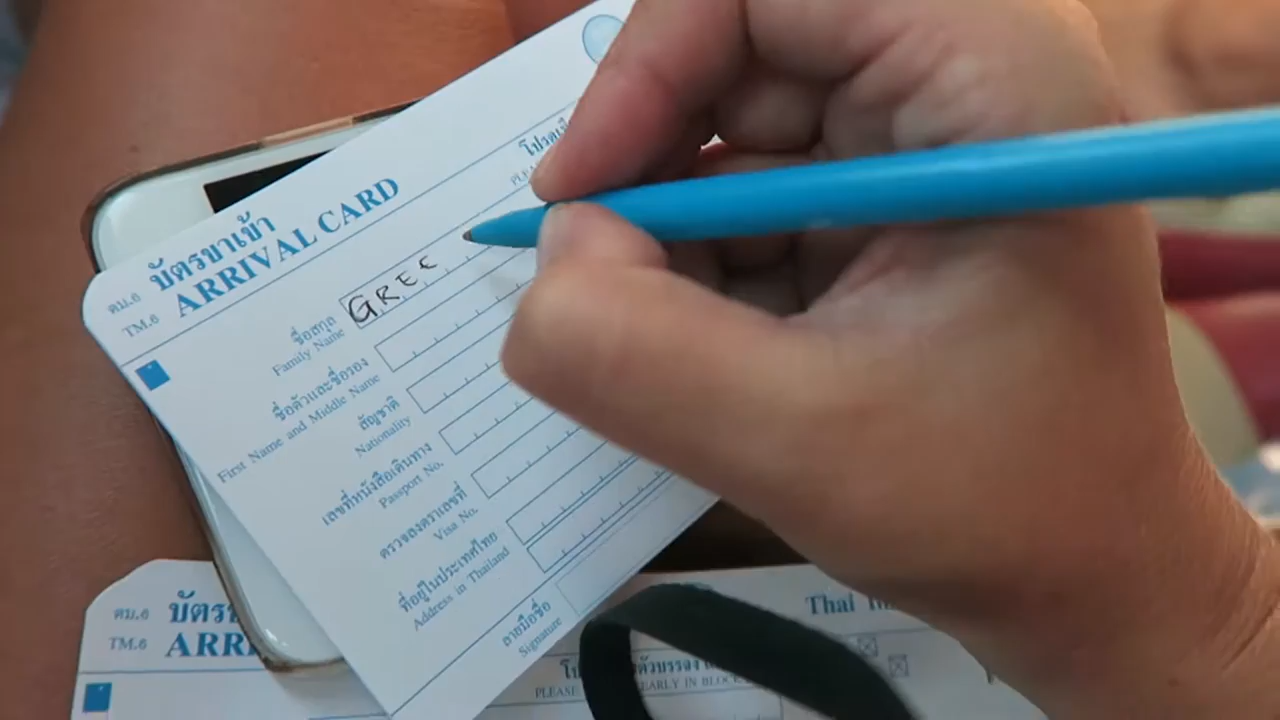 ตม.6 บัตรขาเข้า
TM.6 ARRIVAL CARD
ชื่อสกุล
Family Name
GREC
ชื่อตัวและชื่อรอง
First Name and Middle Name
สัญชาติ
Nationality
เลขที่หนังสือเดินทาง
Passport No.
ตรวจลงตราเลขที่
Visa No.
ที่อยู่ในประเทศไทย
Address in Thailand
ลายมือชื่อ
Signature
ตม.6
TM.6
Thai
PLEASE
IN